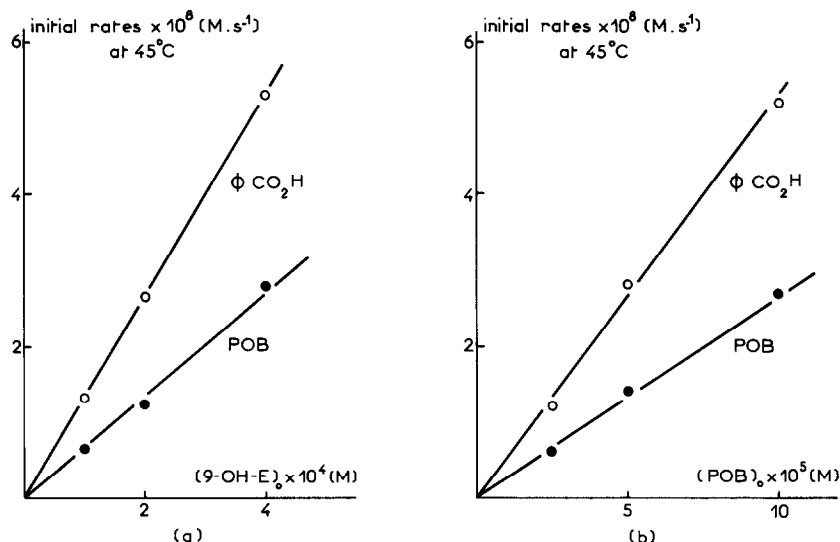 initial rates x 10⁸ (M.s⁻¹)
at 45°C
6
4
2
ϕ CO₂H
POB
(9-OH-E)₀ x 10⁴ (M)
2
4
(a)
initial rates x 10⁸ (M.s⁻¹)
at 45°C
6
4
2
ϕ CO₂H
POB
(POB)₀ x 10⁵ (M)
5
10
(b)